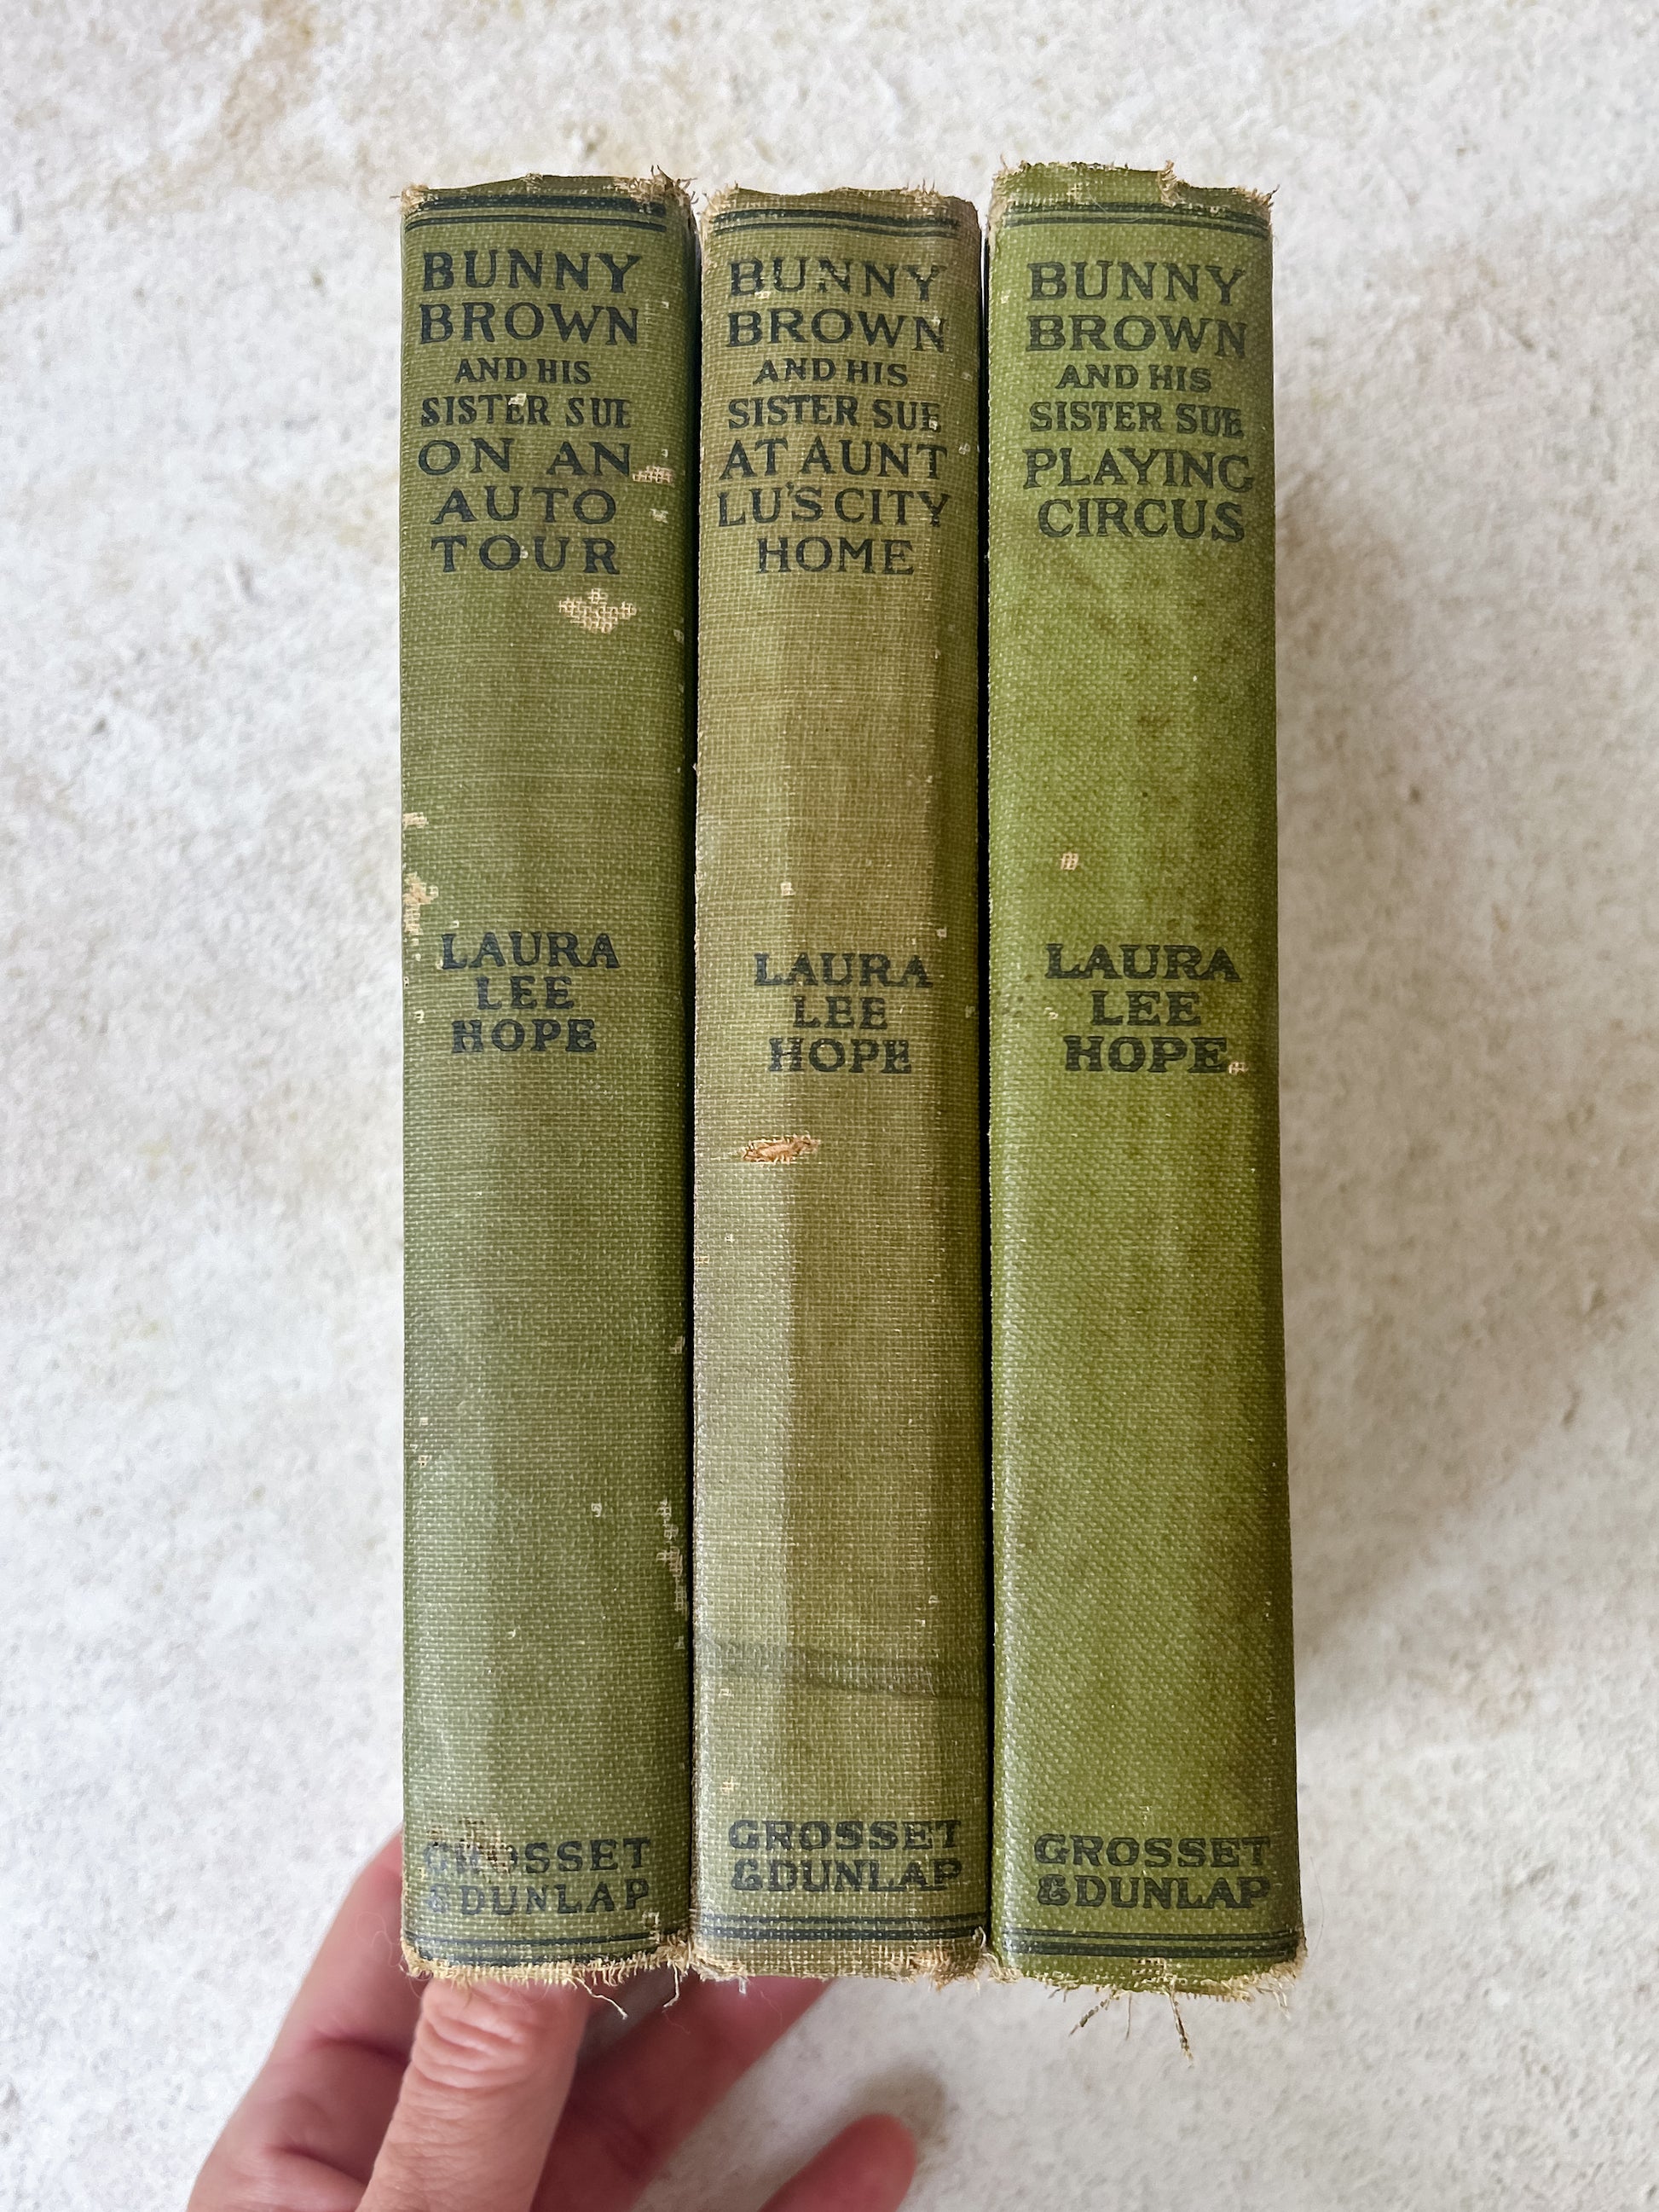 BUNNY
BROWN
AND HIS
SISTER SUE
ON AN
AUTO
TOUR
LAURA
LEE
HOPE
GROSSET
& DUNLAP
BUNNY
BROWN
AND HIS
SISTER SUE
AT AUNT
LU'S CITY
HOME
LAURA
LEE
HOPE
GROSSET
& DUNLAP
BUNNY
BROWN
AND HIS
SISTER SUE
PLAYING
CIRCUS
LAURA
LEE
HOPE
GROSSET
& DUNLAP